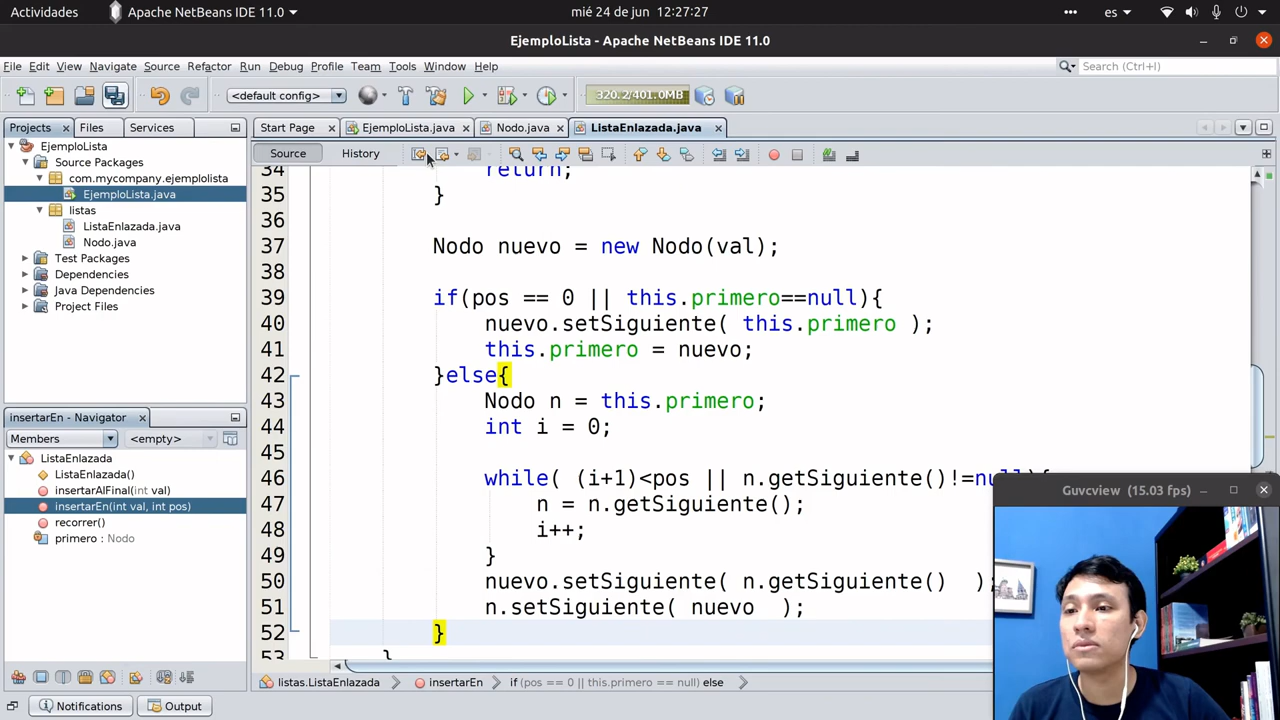 Actividades Apache NetBeans IDE 11.0 mié 24 de jun 12:27:27 es
EjemploLista - Apache NetBeans IDE 11.0
File Edit View Navigate Source Refactor Run Debug Profile Team Tools Window Help Search (Ctrl+I)
<default config> 320.2/401.0MB
Projects Files Services Start Page EjemploLista.java Nodo.java ListaEnlazada.java
Source History
EjemploLista
Source Packages
com.mycompany.ejemplolista
EjemploLista.java
listas
ListaEnlazada.java
Nodo.java
Test Packages
Dependencies
Java Dependencies
Project Files
insertarEn - Navigator
Members <empty>
ListaEnlazada
ListaEnlazada()
insertarAlFinal(int val)
insertarEn(int val, int pos)
recorrer()
primero : Nodo
34 return;
35 }
36
37 Nodo nuevo = new Nodo(val);
38
39 if(pos == 0 || this.primero==null){
40 nuevo.setSiguiente( this.primero );
41 this.primero = nuevo;
42 }else{
43 Nodo n = this.primero;
44 int i = 0;
45
46 while( (i+1)<pos || n.getSiguiente()!=null){
47 n = n.getSiguiente();
48 i++;
49 }
50 nuevo.setSiguiente( n.getSiguiente() );
51 n.setSiguiente( nuevo );
52 }
53 }
listas.ListaEnlazada insertarEn if (pos == 0 || this.primero == null) else
Notifications Output
Guvcview (15.03 fps)